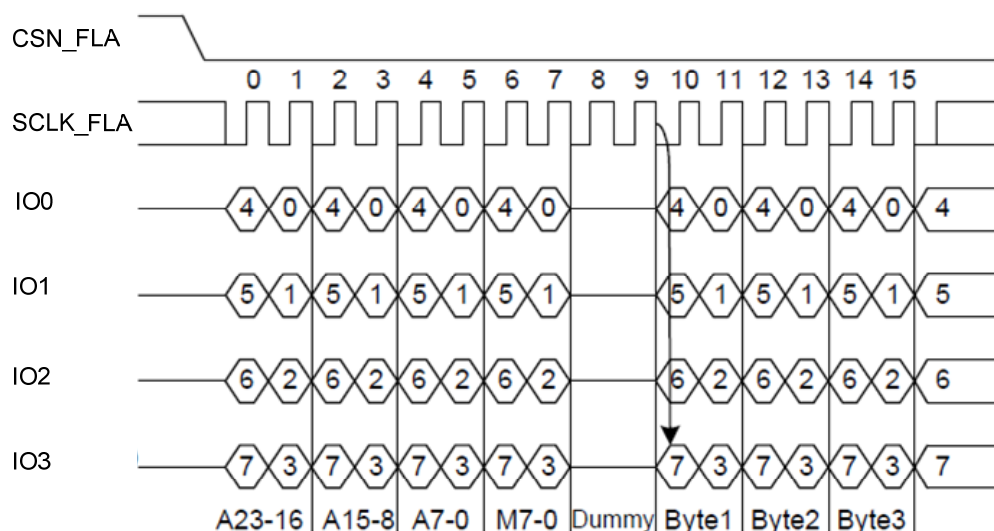 CSN_FLA
0 1 2 3 4 5 6 7 8 9 10 11 12 13 14 15
SCLK_FLA
IO0 4 0 4 0 4 0 4 0 4 0 4 0 4 0 4
IO1 5 1 5 1 5 1 5 1 5 1 5 1 5 1 5
IO2 6 2 6 2 6 2 6 2 6 2 6 2 6 2 6
IO3 7 3 7 3 7 3 7 3 7 3 7 3 7 3 7
A23-16 A15-8 A7-0 M7-0 Dummy Byte1 Byte2 Byte3